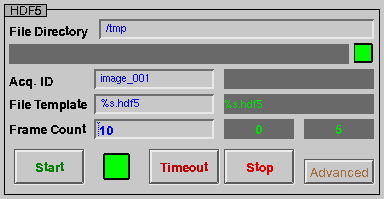 HDF5
File Directory /tmp
Acq. ID image_001
File Template %s.hdf5 %s.hdf5
Frame Count 10 0 5
Start Timeout Stop Advanced